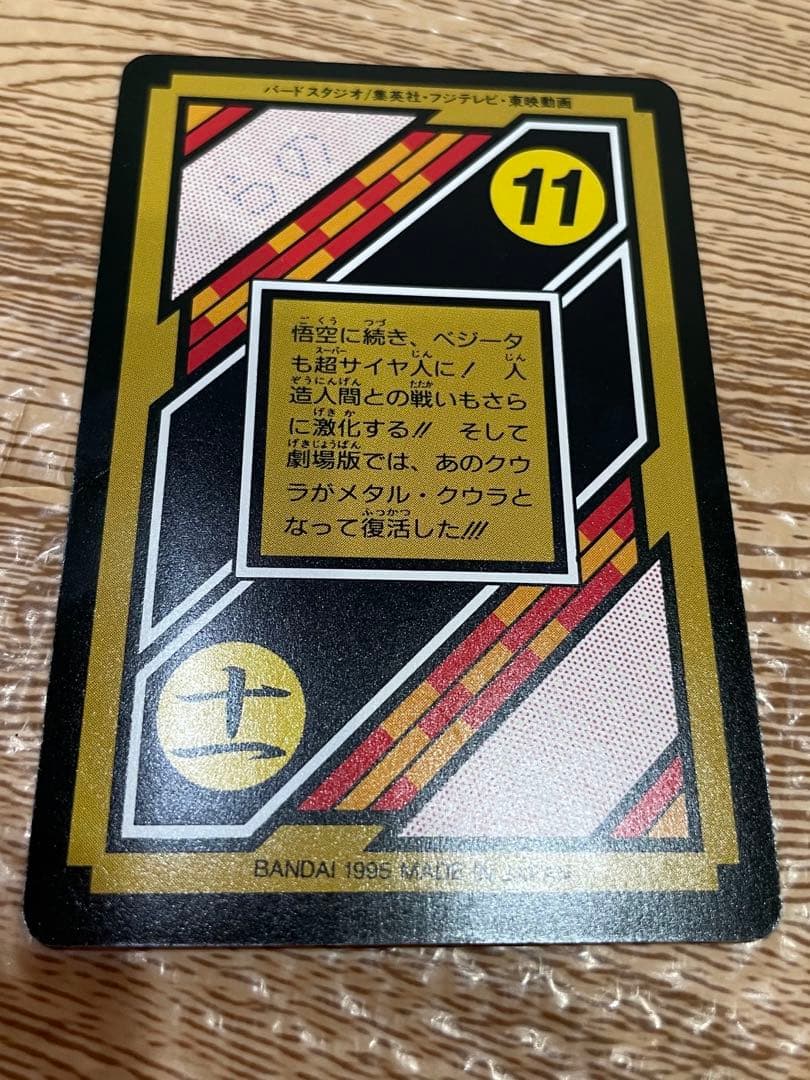 バードスタジオ/集英社・フジテレビ・東映動画
11
悟空に続き、ベジータ
も超サイヤ人に! 人
造人間との戦いもさら
に激化する!! そして
劇場版では、あのクウ
ラがメタル・クウラと
なって復活した!!!
十一
BANDAI 1995 MADE IN JAPAN